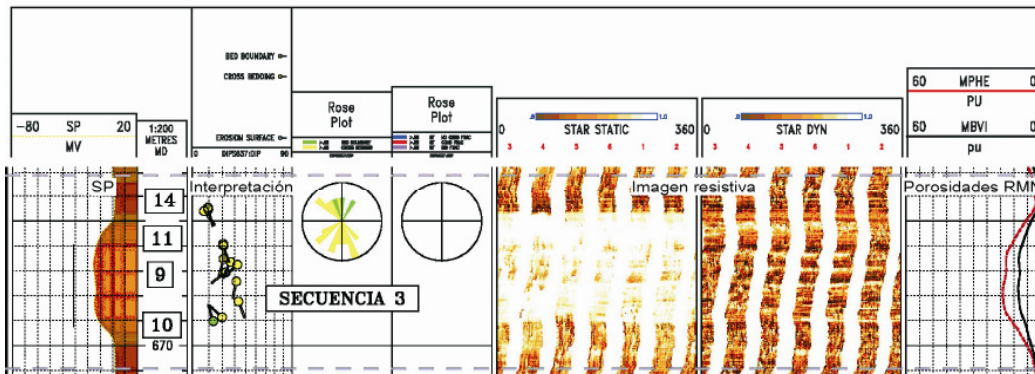 BED BOUNDARY
CROSS BEDDING
EROSION SURFACE
-80 SP 20
MV
1:200
METRES
MD
0 DIP 90
Rose
Plot
Rose
Plot
.0 1.0
0 STAR STATIC 360
3 4 5 6 1 2
.0 1.0
0 STAR DYN 360
3 4 5 6 1 2
60 MPHE 0
PU
60 MBVI 0
pu
SP
Interpretación
Imagen resistiva
Porosidades RMN
14
11
9
10
670
SECUENCIA 3